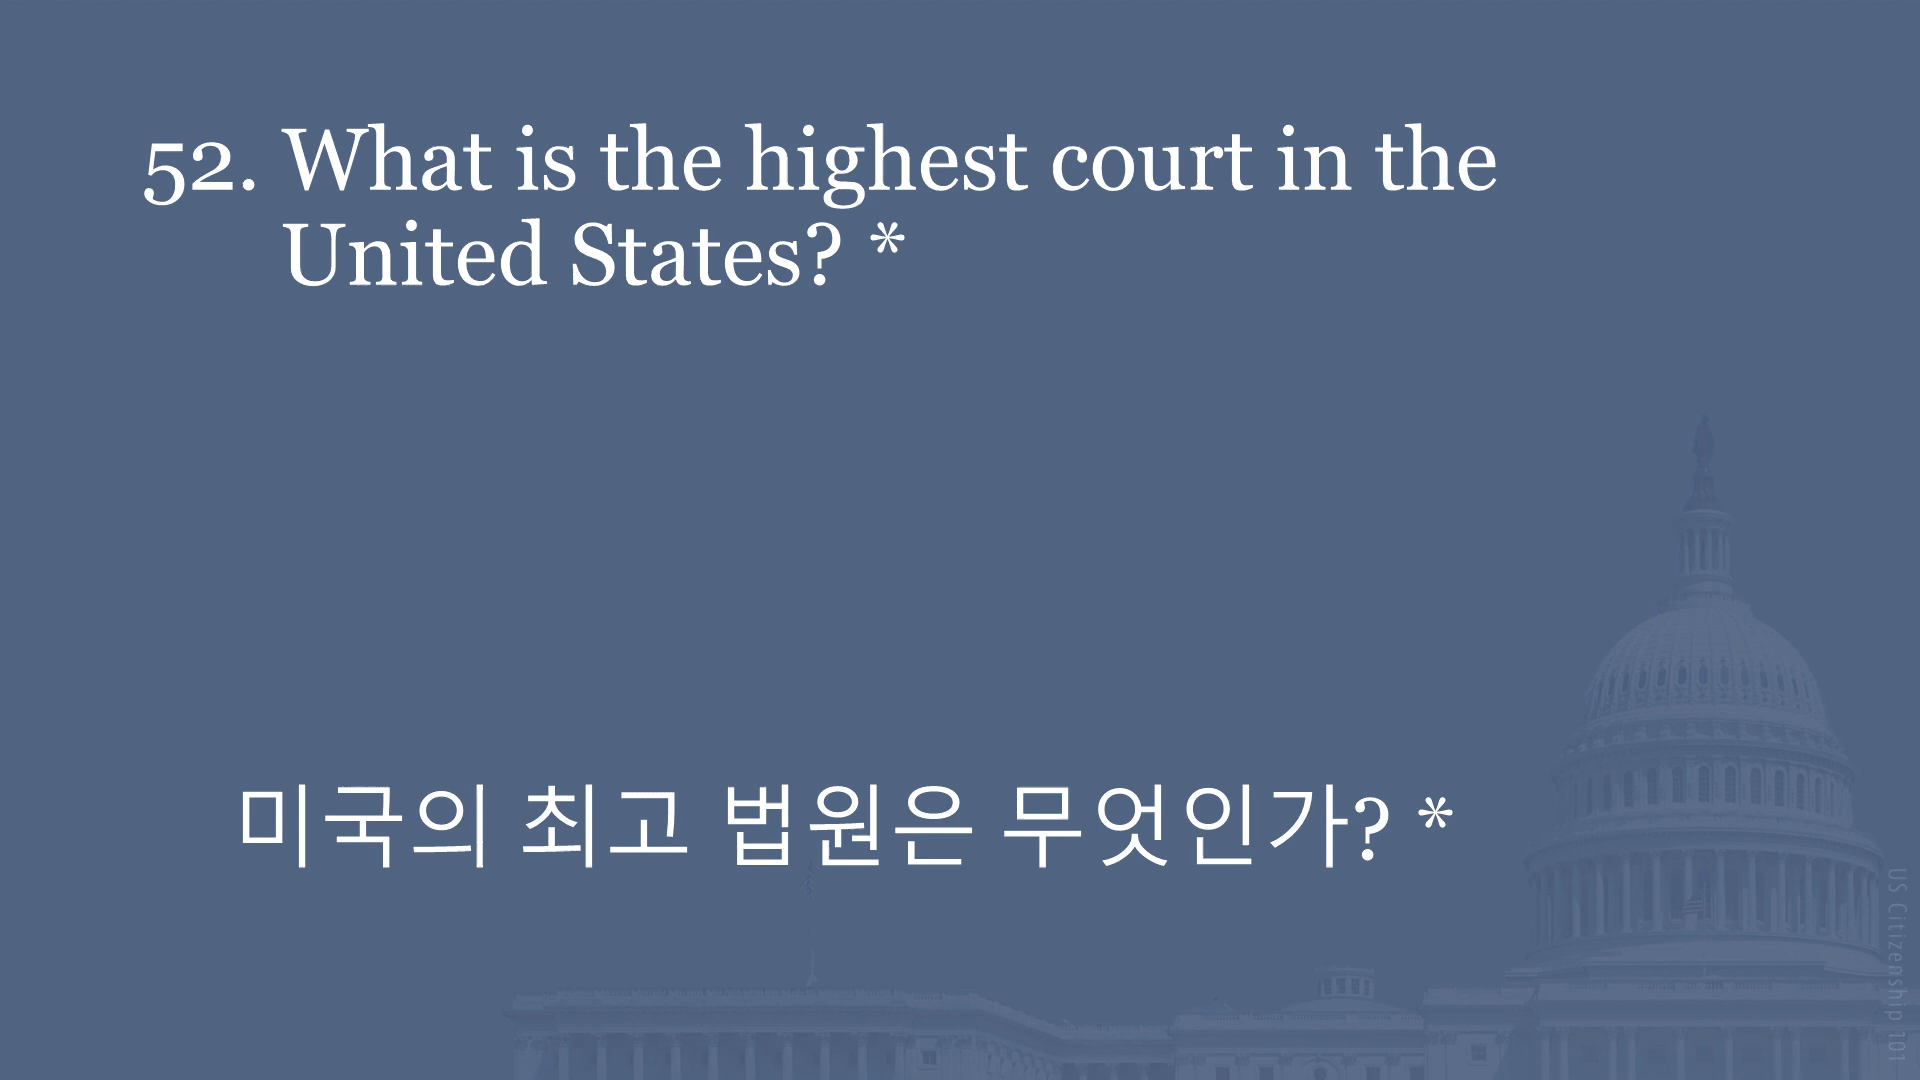 52. What is the highest court in the
United States? *
미국의 최고 법원은 무엇인가? *
US Citizenship 101